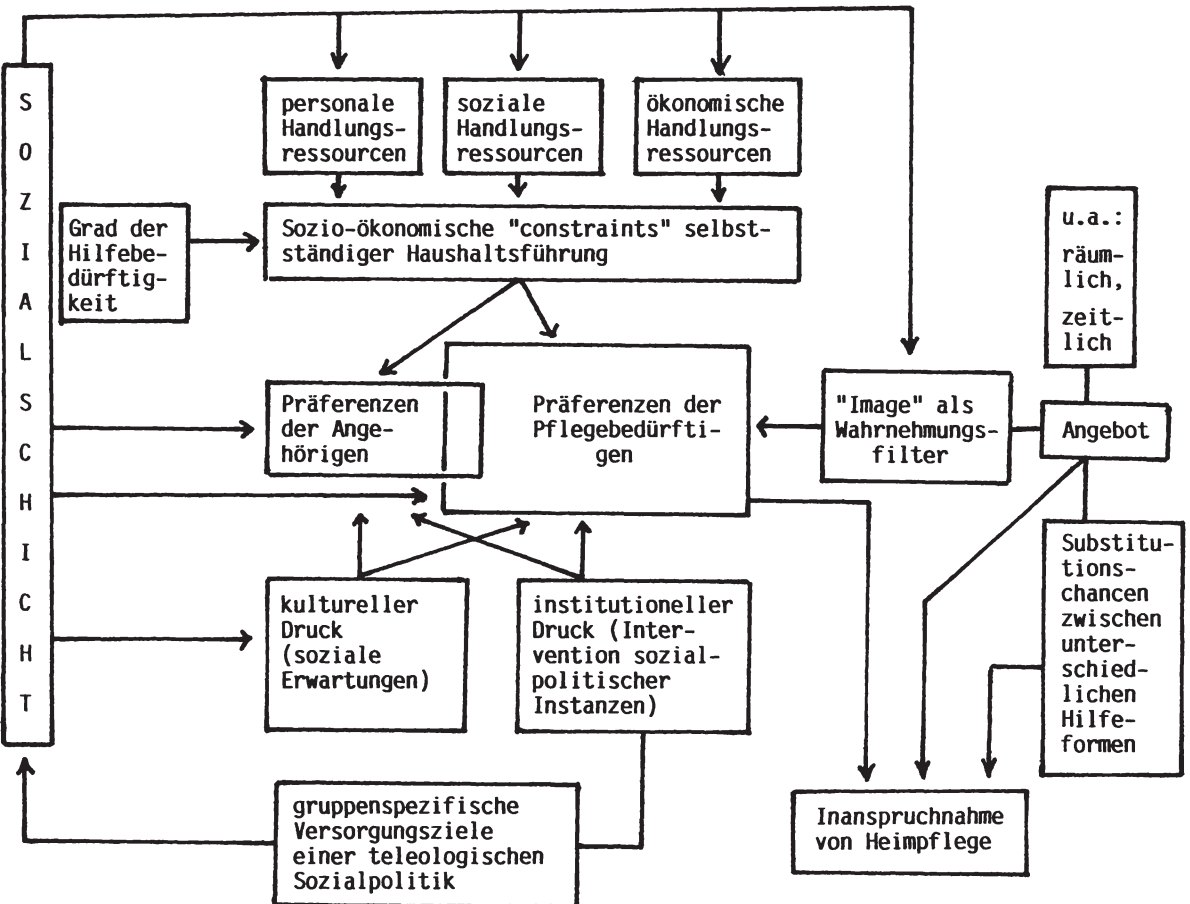 S
O
Z
I
A
L
S
C
H
I
C
H
T
personale
Handlungs-
ressourcen
soziale
Handlungs-
ressourcen
ökonomische
Handlungs-
ressourcen
Grad der
Hilfebe-
dürftig-
keit
Sozio-ökonomische "constraints" selbst-
ständiger Haushaltsführung
u.a.:
räum-
lich,
zeit-
lich
Präferenzen
der Ange-
hörigen
Präferenzen der
Pflegebedürfti-
gen
"Image" als
Wahrnehmungs-
filter
Angebot
kultureller
Druck
(soziale
Erwartungen)
institutioneller
Druck (Inter-
vention sozial-
politischer
Instanzen)
Substitu-
tions-
chancen
zwischen
unter-
schied-
lichen
Hilfe-
formen
gruppenspezifische
Versorgungsziele
einer teleologischen
Sozialpolitik
Inanspruchnahme
von Heimpflege